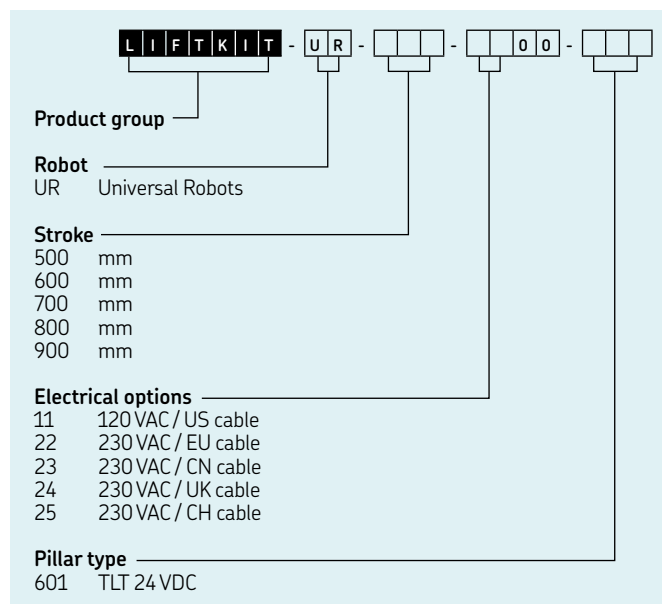 LIFTKIT - UR - - 00 -
Product group
Robot
UR Universal Robots
Stroke
500 mm
600 mm
700 mm
800 mm
900 mm
Electrical options
11 120 VAC / US cable
22 230 VAC / EU cable
23 230 VAC / CN cable
24 230 VAC / UK cable
25 230 VAC / CH cable
Pillar type
601 TLT 24 VDC